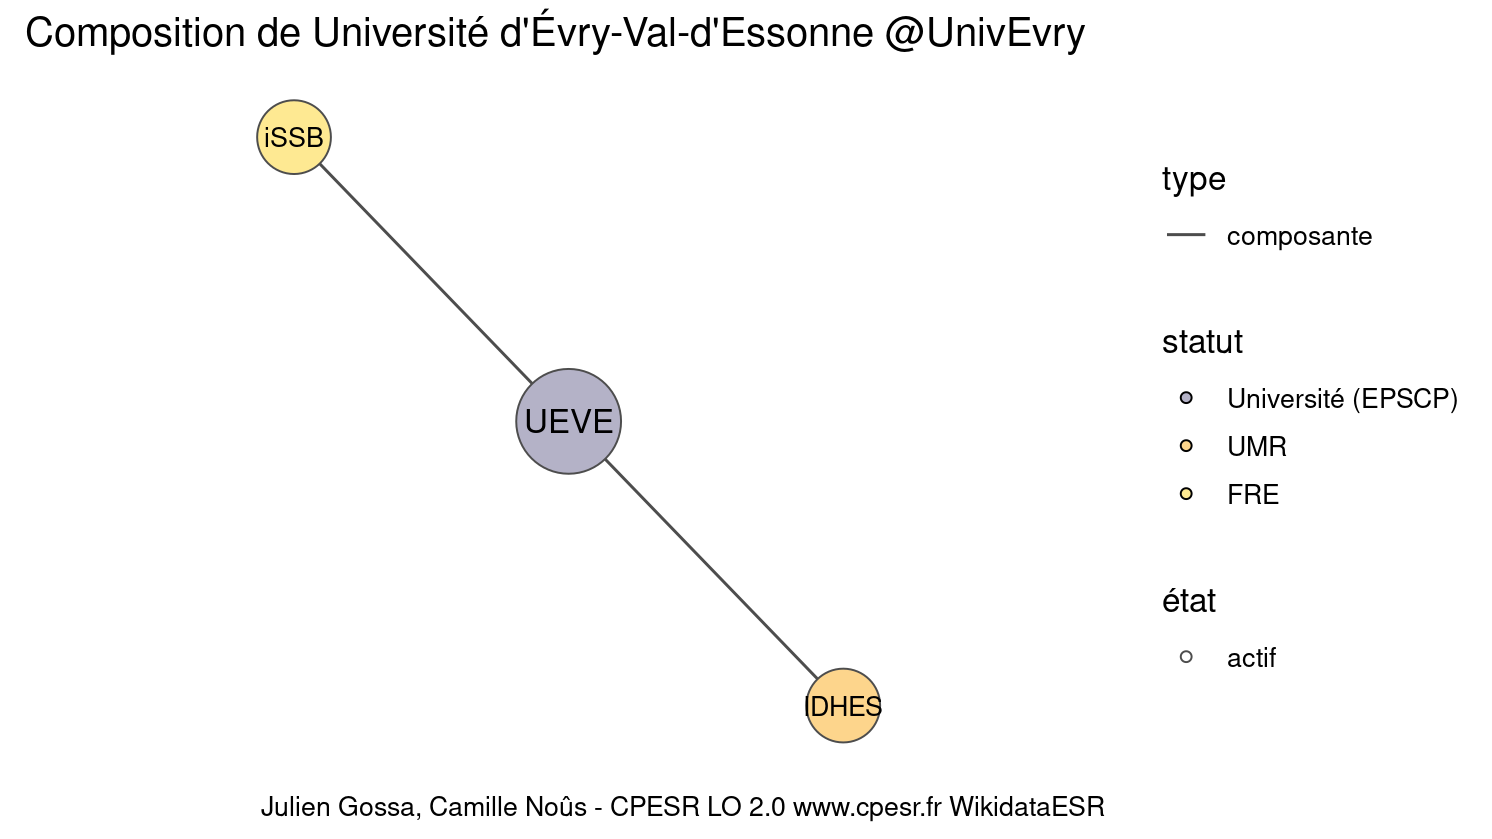 Composition de Université d'Évry-Val-d'Essonne @UnivEvry
iSSB
UEVE
IDHES
type
composante
statut
Université (EPSCP)
UMR
FRE
état
actif
Julien Gossa, Camille Noûs - CPESR LO 2.0 www.cpesr.fr WikidataESR